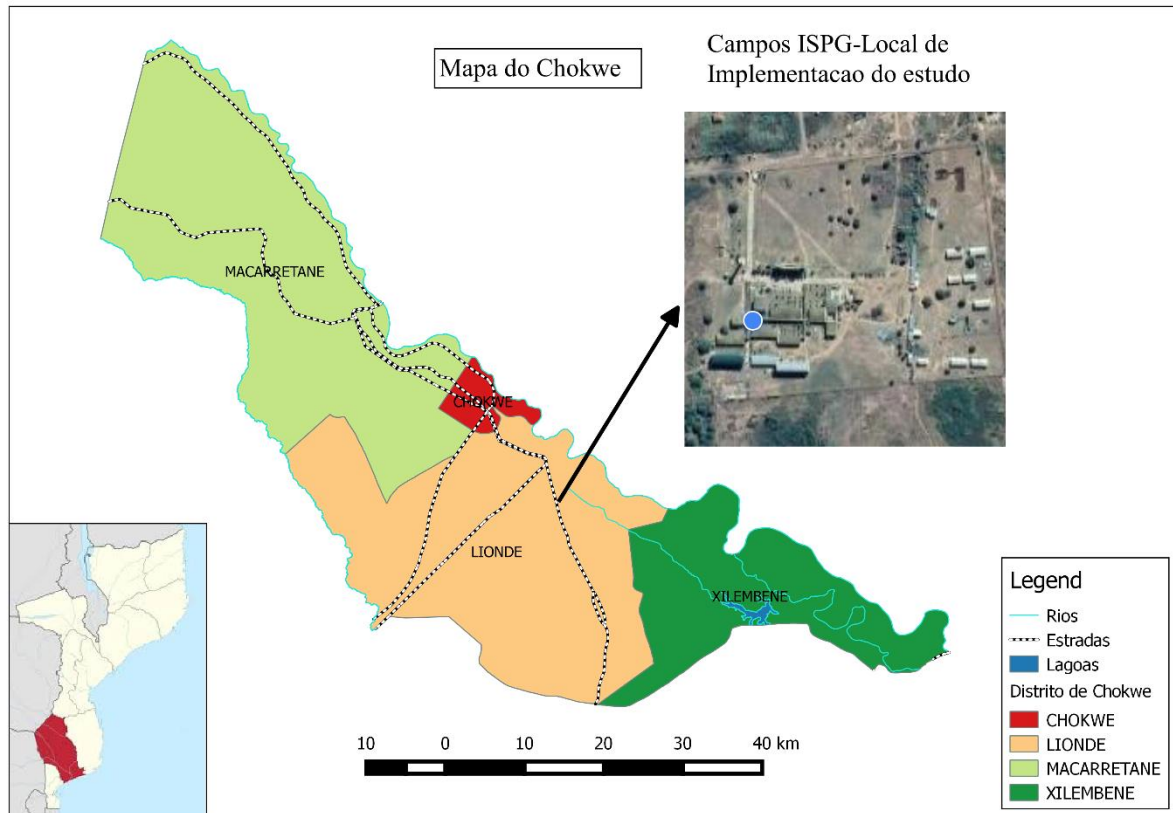 Mapa do Chokwe
Campos ISPG-Local de
Implementacao do estudo
MACARRETANE
CHOKWE
LIONDE
XILEMBENE
10 0 10 20 30 40 km
Legend
Rios
Estradas
Lagoas
Distrito de Chokwe
CHOKWE
LIONDE
MACARRETANE
XILEMBENE